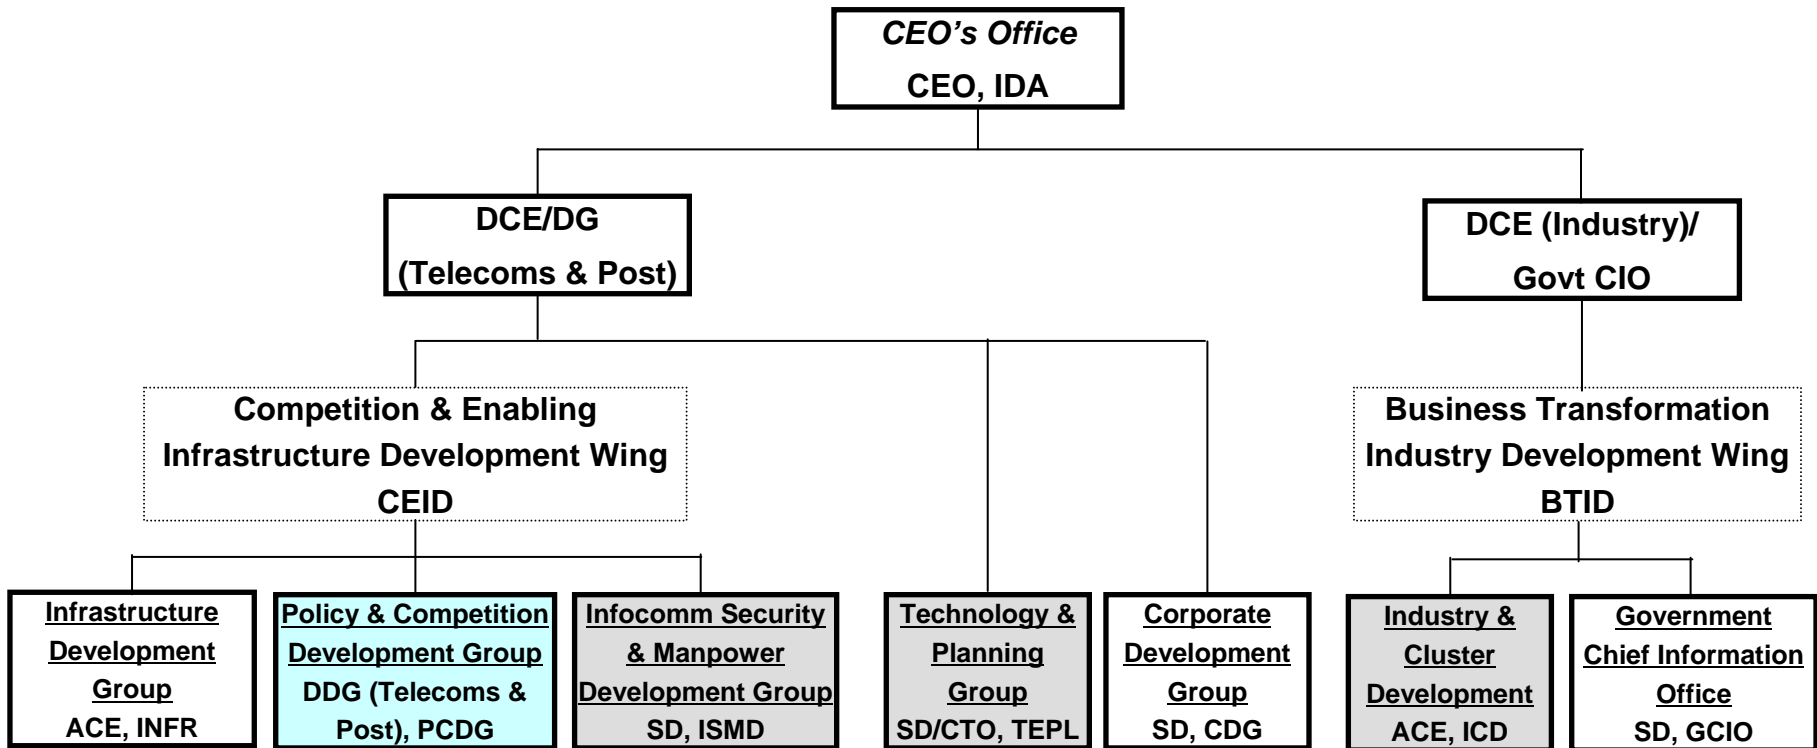 CEO’s Office
CEO, IDA
DCE/DG
(Telecoms & Post)
DCE (Industry)/
Govt CIO
Competition & Enabling
Infrastructure Development Wing
CEID
Business Transformation
Industry Development Wing
BTID
Infrastructure
Development
Group
ACE, INFR
Policy & Competition
Development Group
DDG (Telecoms &
Post), PCDG
Infocomm Security
& Manpower
Development Group
SD, ISMD
Technology &
Planning
Group
SD/CTO, TEPL
Corporate
Development
Group
SD, CDG
Industry &
Cluster
Development
ACE, ICD
Government
Chief Information
Office
SD, GCIO